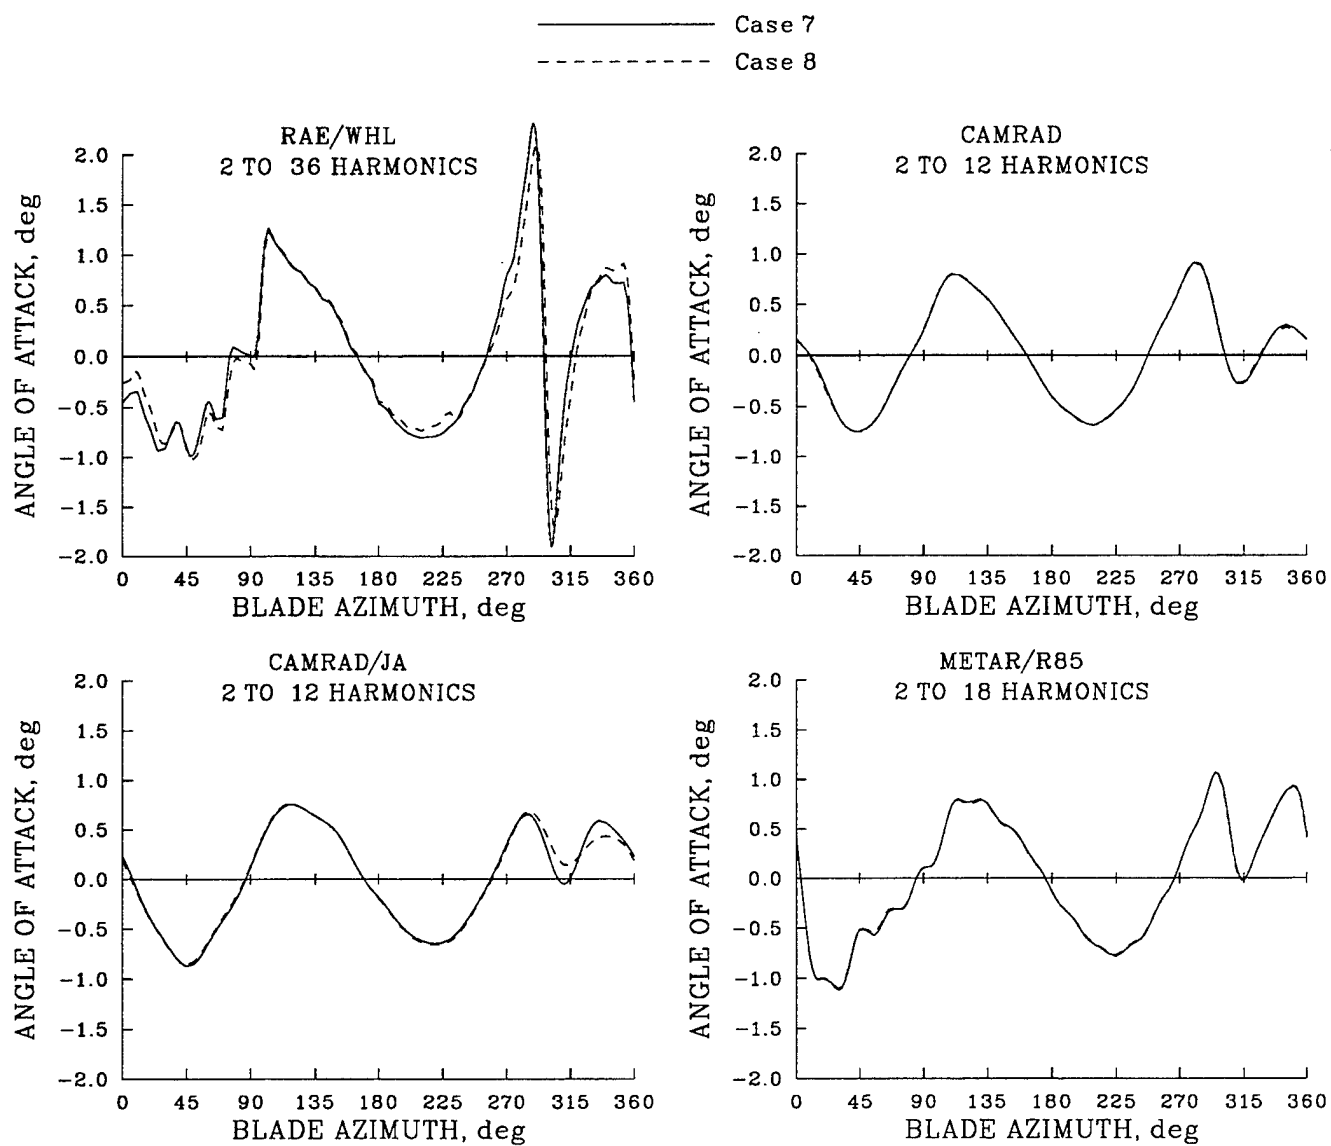 Case 7
Case 8
RAE/WHL
2 TO 36 HARMONICS
2.0
1.5
1.0
0.5
0.0
−0.5
−1.0
−1.5
−2.0
ANGLE OF ATTACK, deg
0 45 90 135 180 225 270 315 360
BLADE AZIMUTH, deg
CAMRAD
2 TO 12 HARMONICS
2.0
1.5
1.0
0.5
0.0
−0.5
−1.0
−1.5
−2.0
ANGLE OF ATTACK, deg
0 45 90 135 180 225 270 315 360
BLADE AZIMUTH, deg
CAMRAD/JA
2 TO 12 HARMONICS
2.0
1.5
1.0
0.5
0.0
−0.5
−1.0
−1.5
−2.0
ANGLE OF ATTACK, deg
0 45 90 135 180 225 270 315 360
BLADE AZIMUTH, deg
METAR/R85
2 TO 18 HARMONICS
2.0
1.5
1.0
0.5
0.0
−0.5
−1.0
−1.5
−2.0
ANGLE OF ATTACK, deg
0 45 90 135 180 225 270 315 360
BLADE AZIMUTH, deg